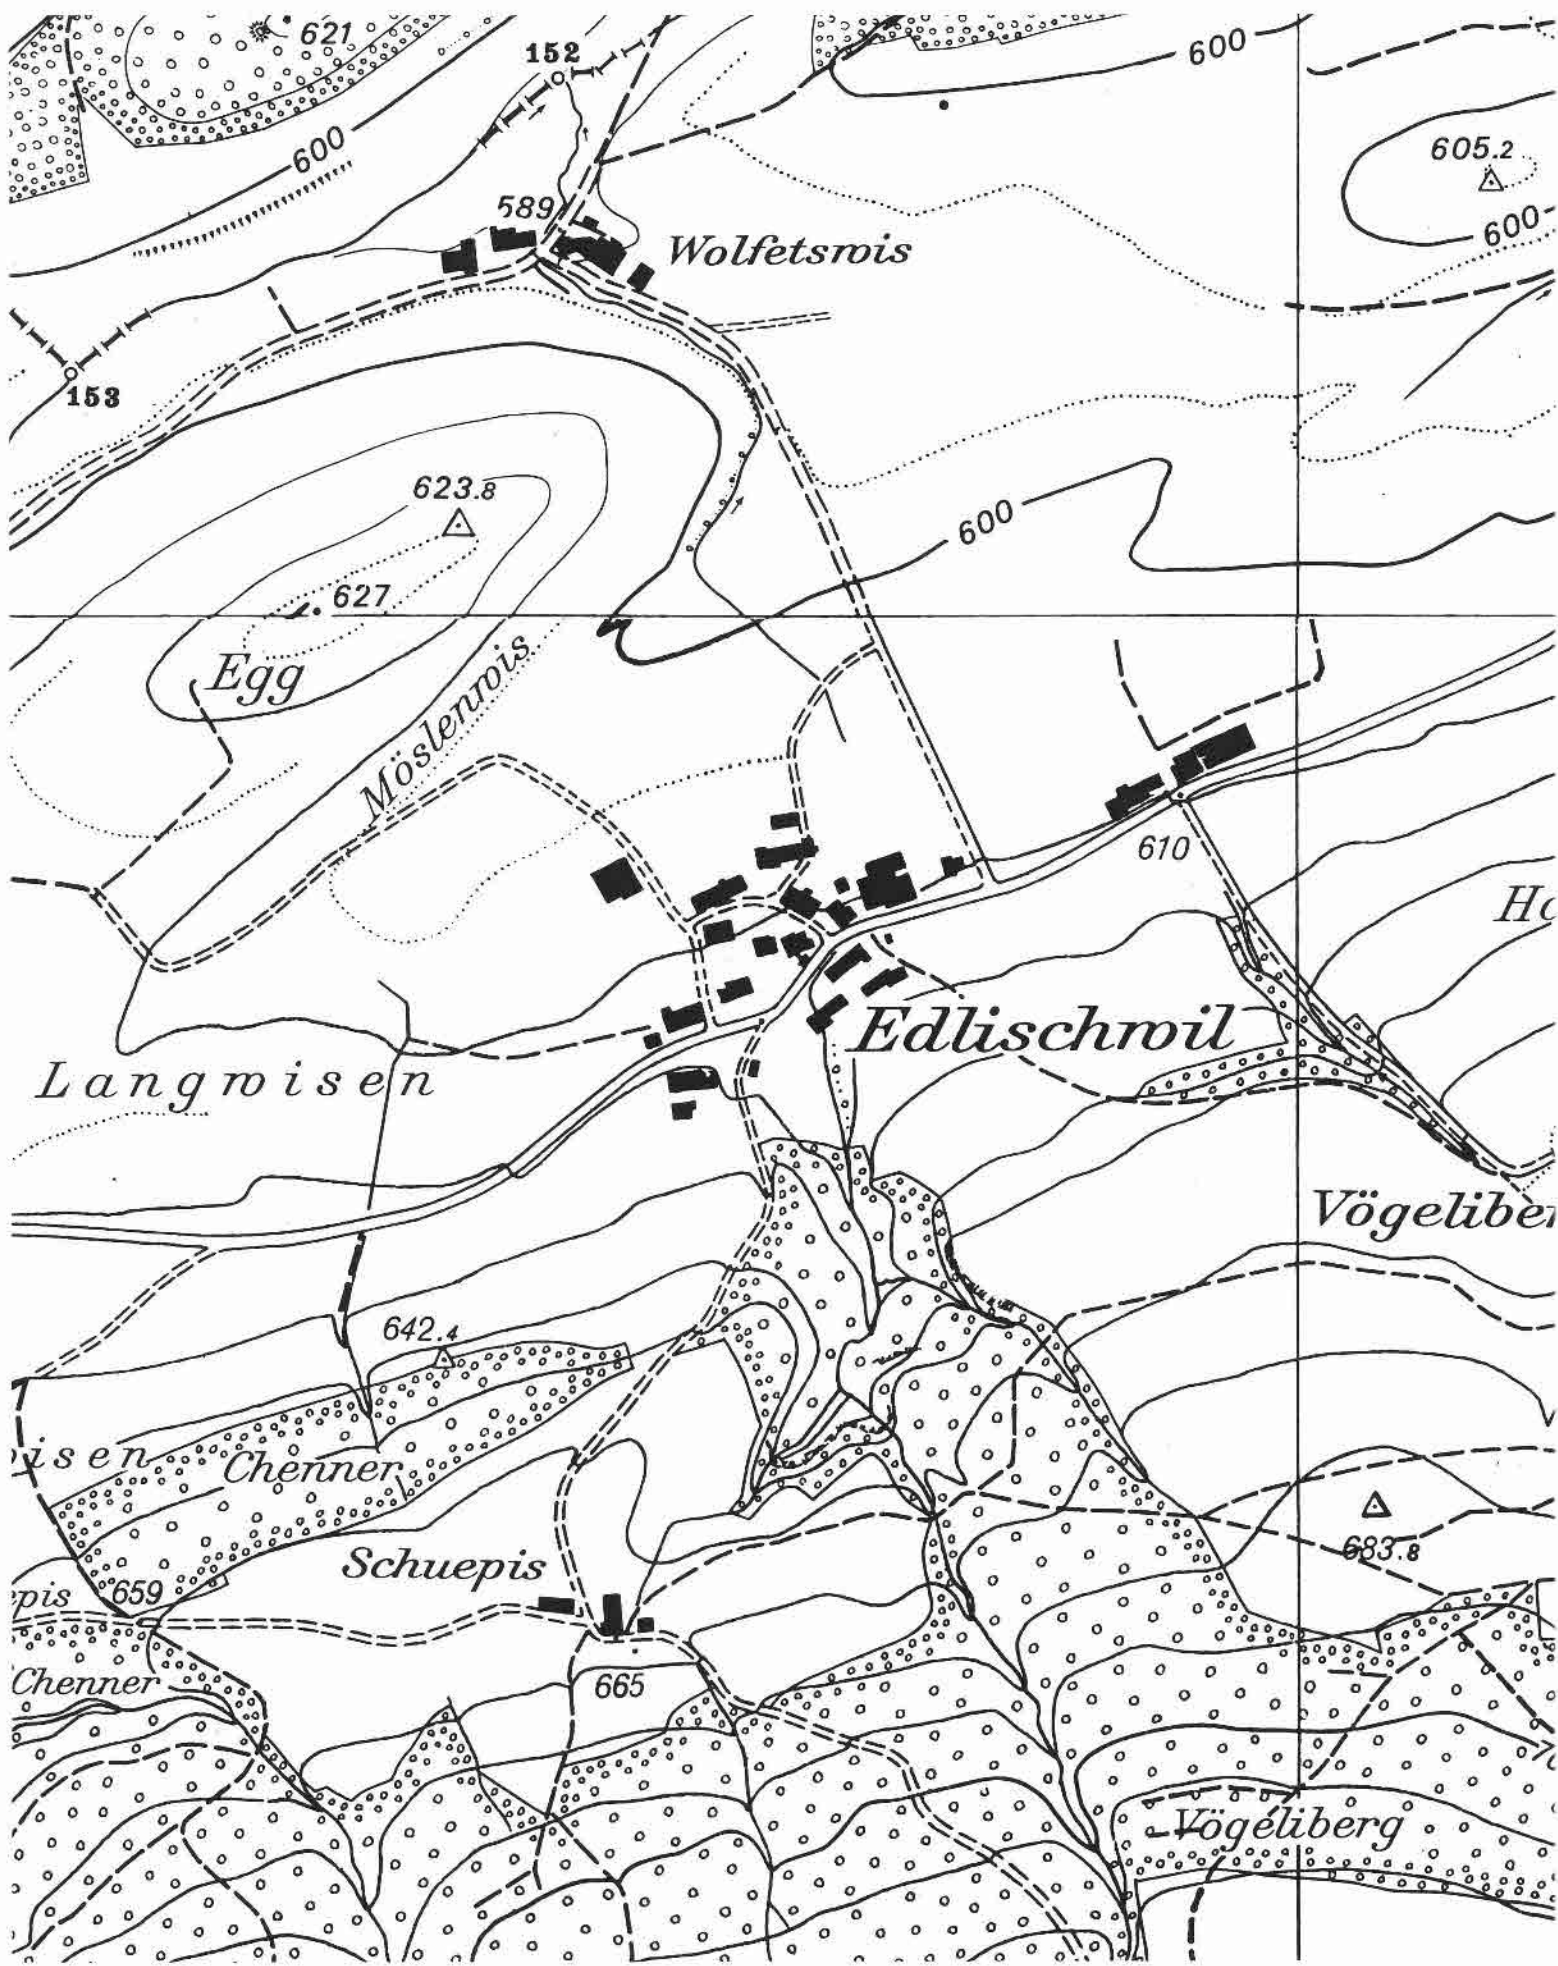 621
152
600
600
605.2
589
600
Wolfetswis
153
623.8
600
627
Egg
Möslenwis
610
Ho
Edlischwil
Langwisen
Vögeliber
642.4
isen
Chenner
683.8
Schuepis
pis
659
Chenner
665
Vögeliberg